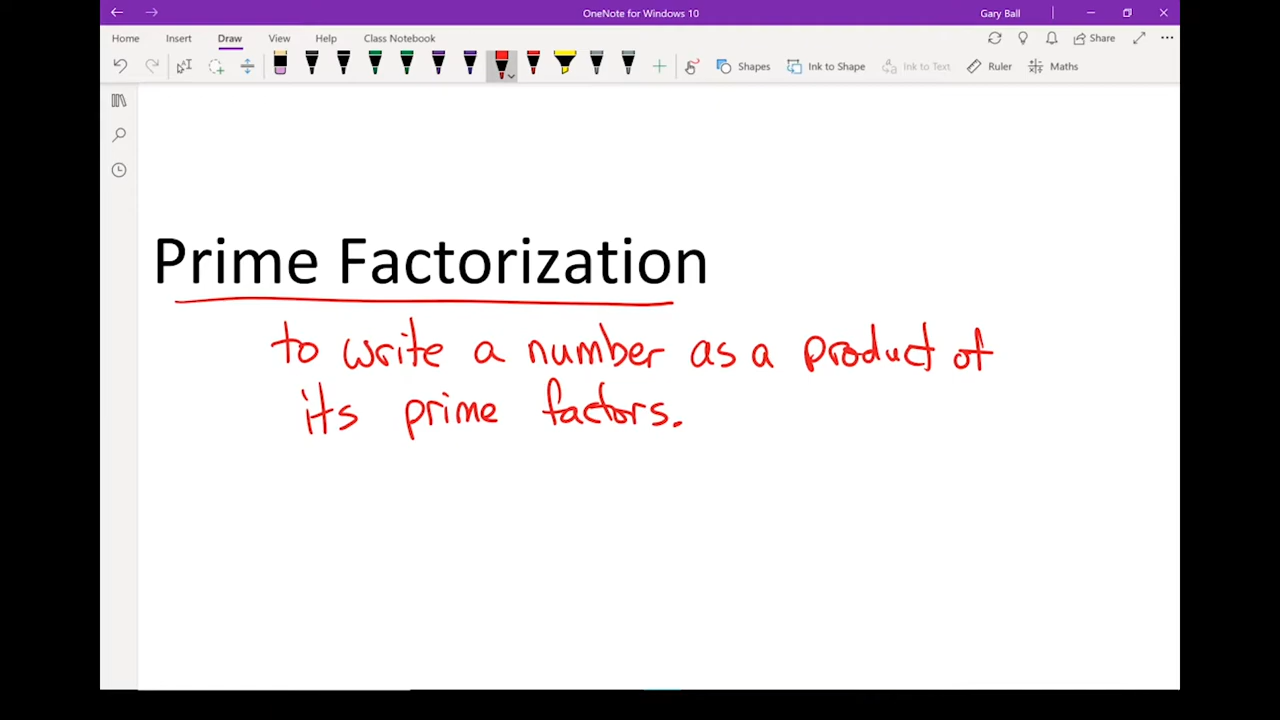 OneNote for Windows 10
Gary Ball
Home Insert Draw View Help Class Notebook
Share
Shapes Ink to Shape Ink to Text Ruler Maths
Prime Factorization
to write a number as a product of
its prime factors.